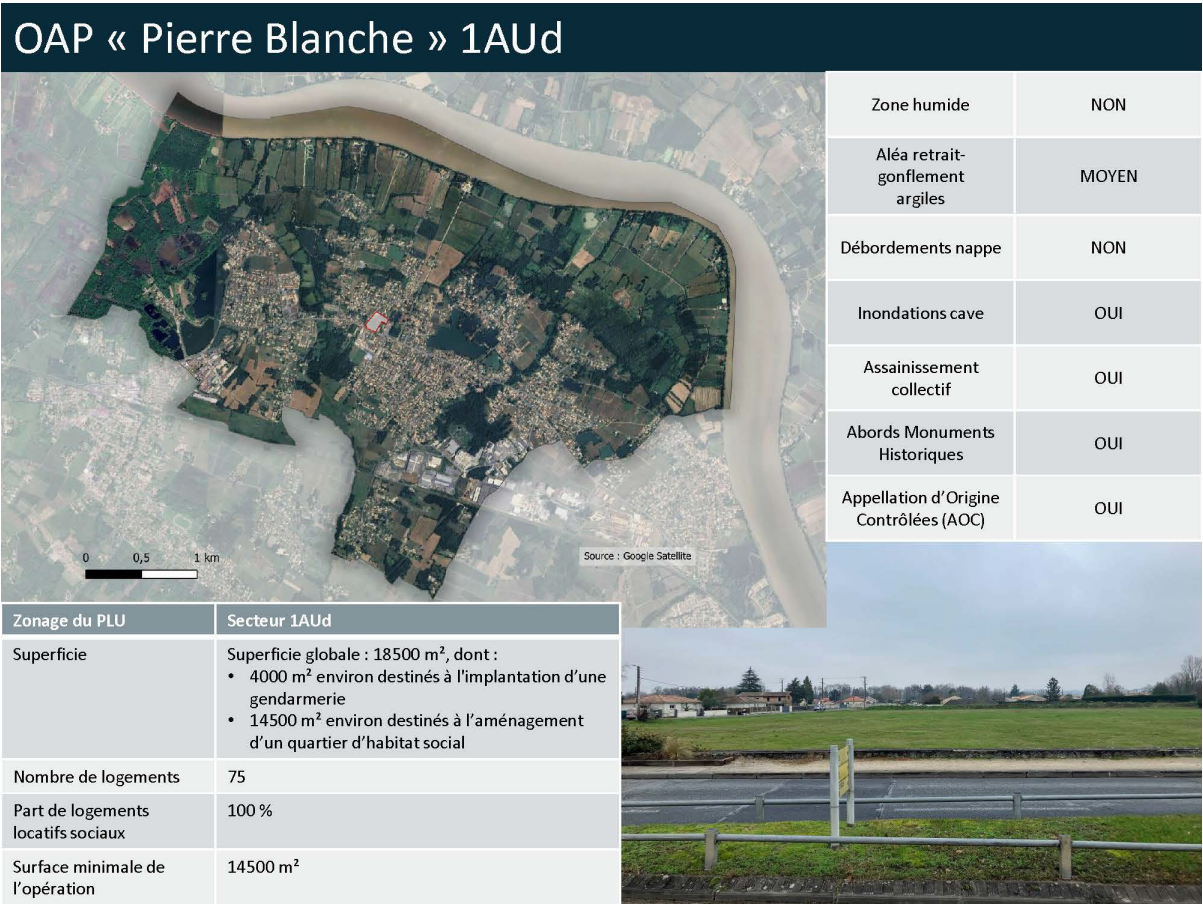 OAP « Pierre Blanche » 1AUd
Zone humide NON
Aléa retrait-
gonflement
argiles
MOYEN
Débordements nappe NON
Inondations cave OUI
Assainissement
collectif
OUI
Abords Monuments
Historiques
OUI
Appellation d'Origine
Contrôlées (AOC)
OUI
0 0,5 1 km
Source : Google Satellite
Zonage du PLU Secteur 1AUd
Superficie
Superficie globale : 18500 m², dont :
• 4000 m² environ destinés à l'implantation d'une
gendarmerie
• 14500 m² environ destinés à l'aménagement
d'un quartier d'habitat social
Nombre de logements 75
Part de logements
locatifs sociaux
100 %
Surface minimale de
l'opération
14500 m²